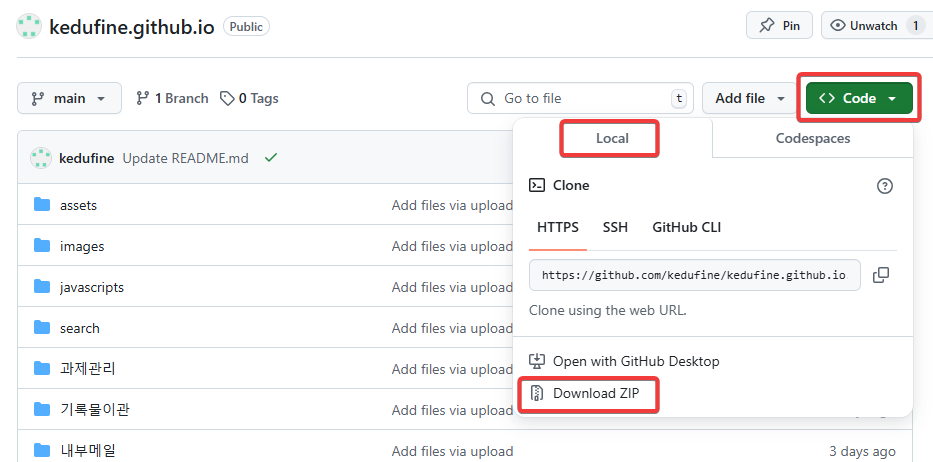 kedufine.github.io Public
Pin
Unwatch 1
main
1 Branch
0 Tags
Go to file t
Add file
<> Code
Local
Codespaces
kedufine Update README.md
Clone
HTTPS SSH GitHub CLI
https://github.com/kedufine/kedufine.github.io
Clone using the web URL.
Open with GitHub Desktop
Download ZIP
assets Add files via upload
images Add files via upload
javascripts Add files via upload
search Add files via upload
과제관리 Add files via upload
기록물이관 Add files via upload
내부메일 Add files via upload 3 days ago